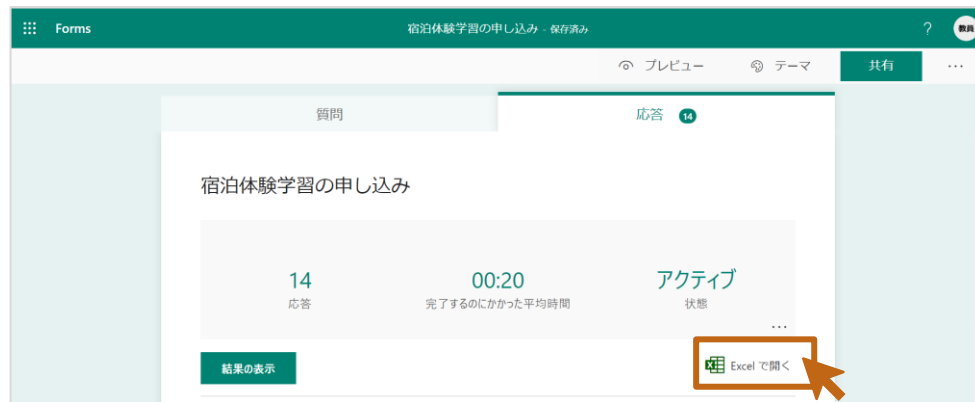 Forms 宿泊体験学習の申し込み - 保存済み ? 教員
プレビュー テーマ 共有 ...
質問 応答 14
宿泊体験学習の申し込み
14 00:20 アクティブ
応答 完了するのにかかった平均時間 状態
...
結果の表示 Excel で開く